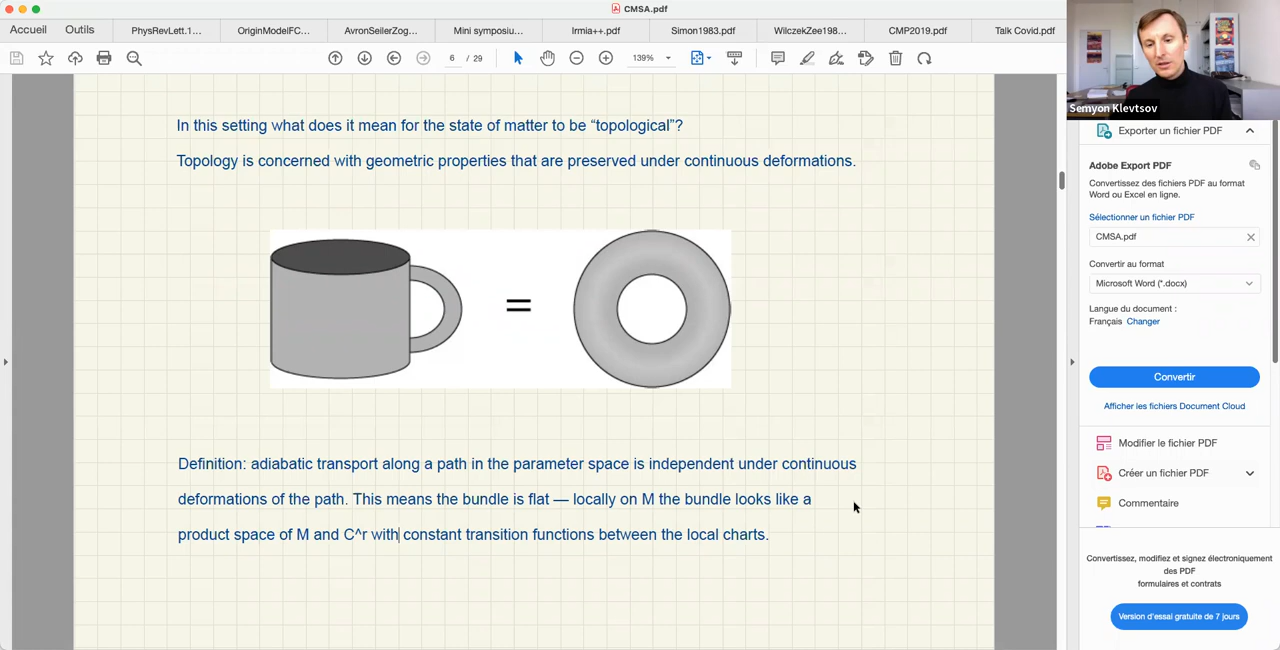 CMSA.pdf
Accueil
Outils
PhysRevLett.1...
OriginModelFC...
AvronSeilerZog...
Mini symposiu...
Irmia++.pdf
Simon1983.pdf
WilczekZee198...
CMP2019.pdf
Talk Covid.pdf
6 / 29
139%
Semyon Klevtsov
In this setting what does it mean for the state of matter to be “topological”?
Topology is concerned with geometric properties that are preserved under continuous deformations.
=
Definition: adiabatic transport along a path in the parameter space is independent under continuous
deformations of the path. This means the bundle is flat — locally on M the bundle looks like a
product space of M and C^r with constant transition functions between the local charts.
Exporter un fichier PDF
Adobe Export PDF
Convertissez des fichiers PDF au format
Word ou Excel en ligne.
Sélectionner un fichier PDF
CMSA.pdf
Convertir au format
Microsoft Word (*.docx)
Langue du document :
Français Changer
Convertir
Afficher les fichiers Document Cloud
Modifier le fichier PDF
Créer un fichier PDF
Commentaire
Convertissez, modifiez et signez électroniquement
des PDF
formulaires et contrats
Version d'essai gratuite de 7 jours